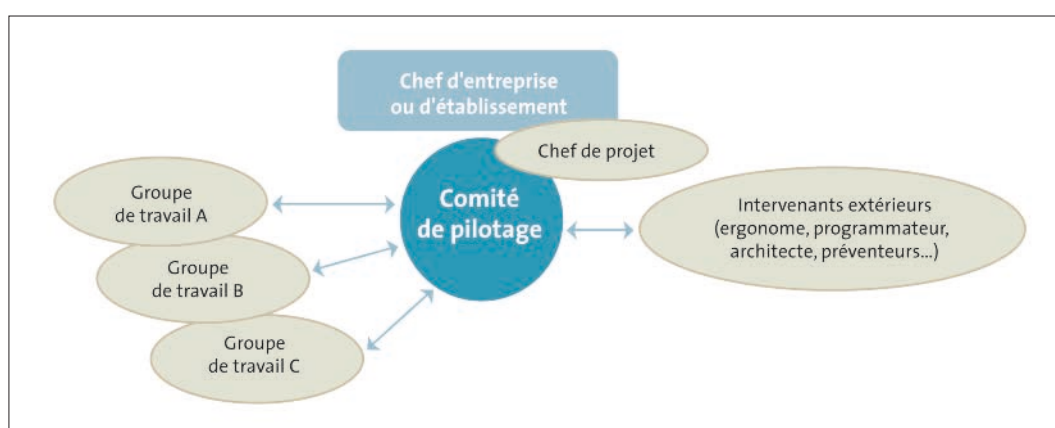 Chef d'entreprise
ou d'établissement
Chef de projet
Groupe
de travail A
Comité
de pilotage
Intervenants extérieurs
(ergonome, programmateur,
architecte, préventeurs...)
Groupe
de travail B
Groupe
de travail C